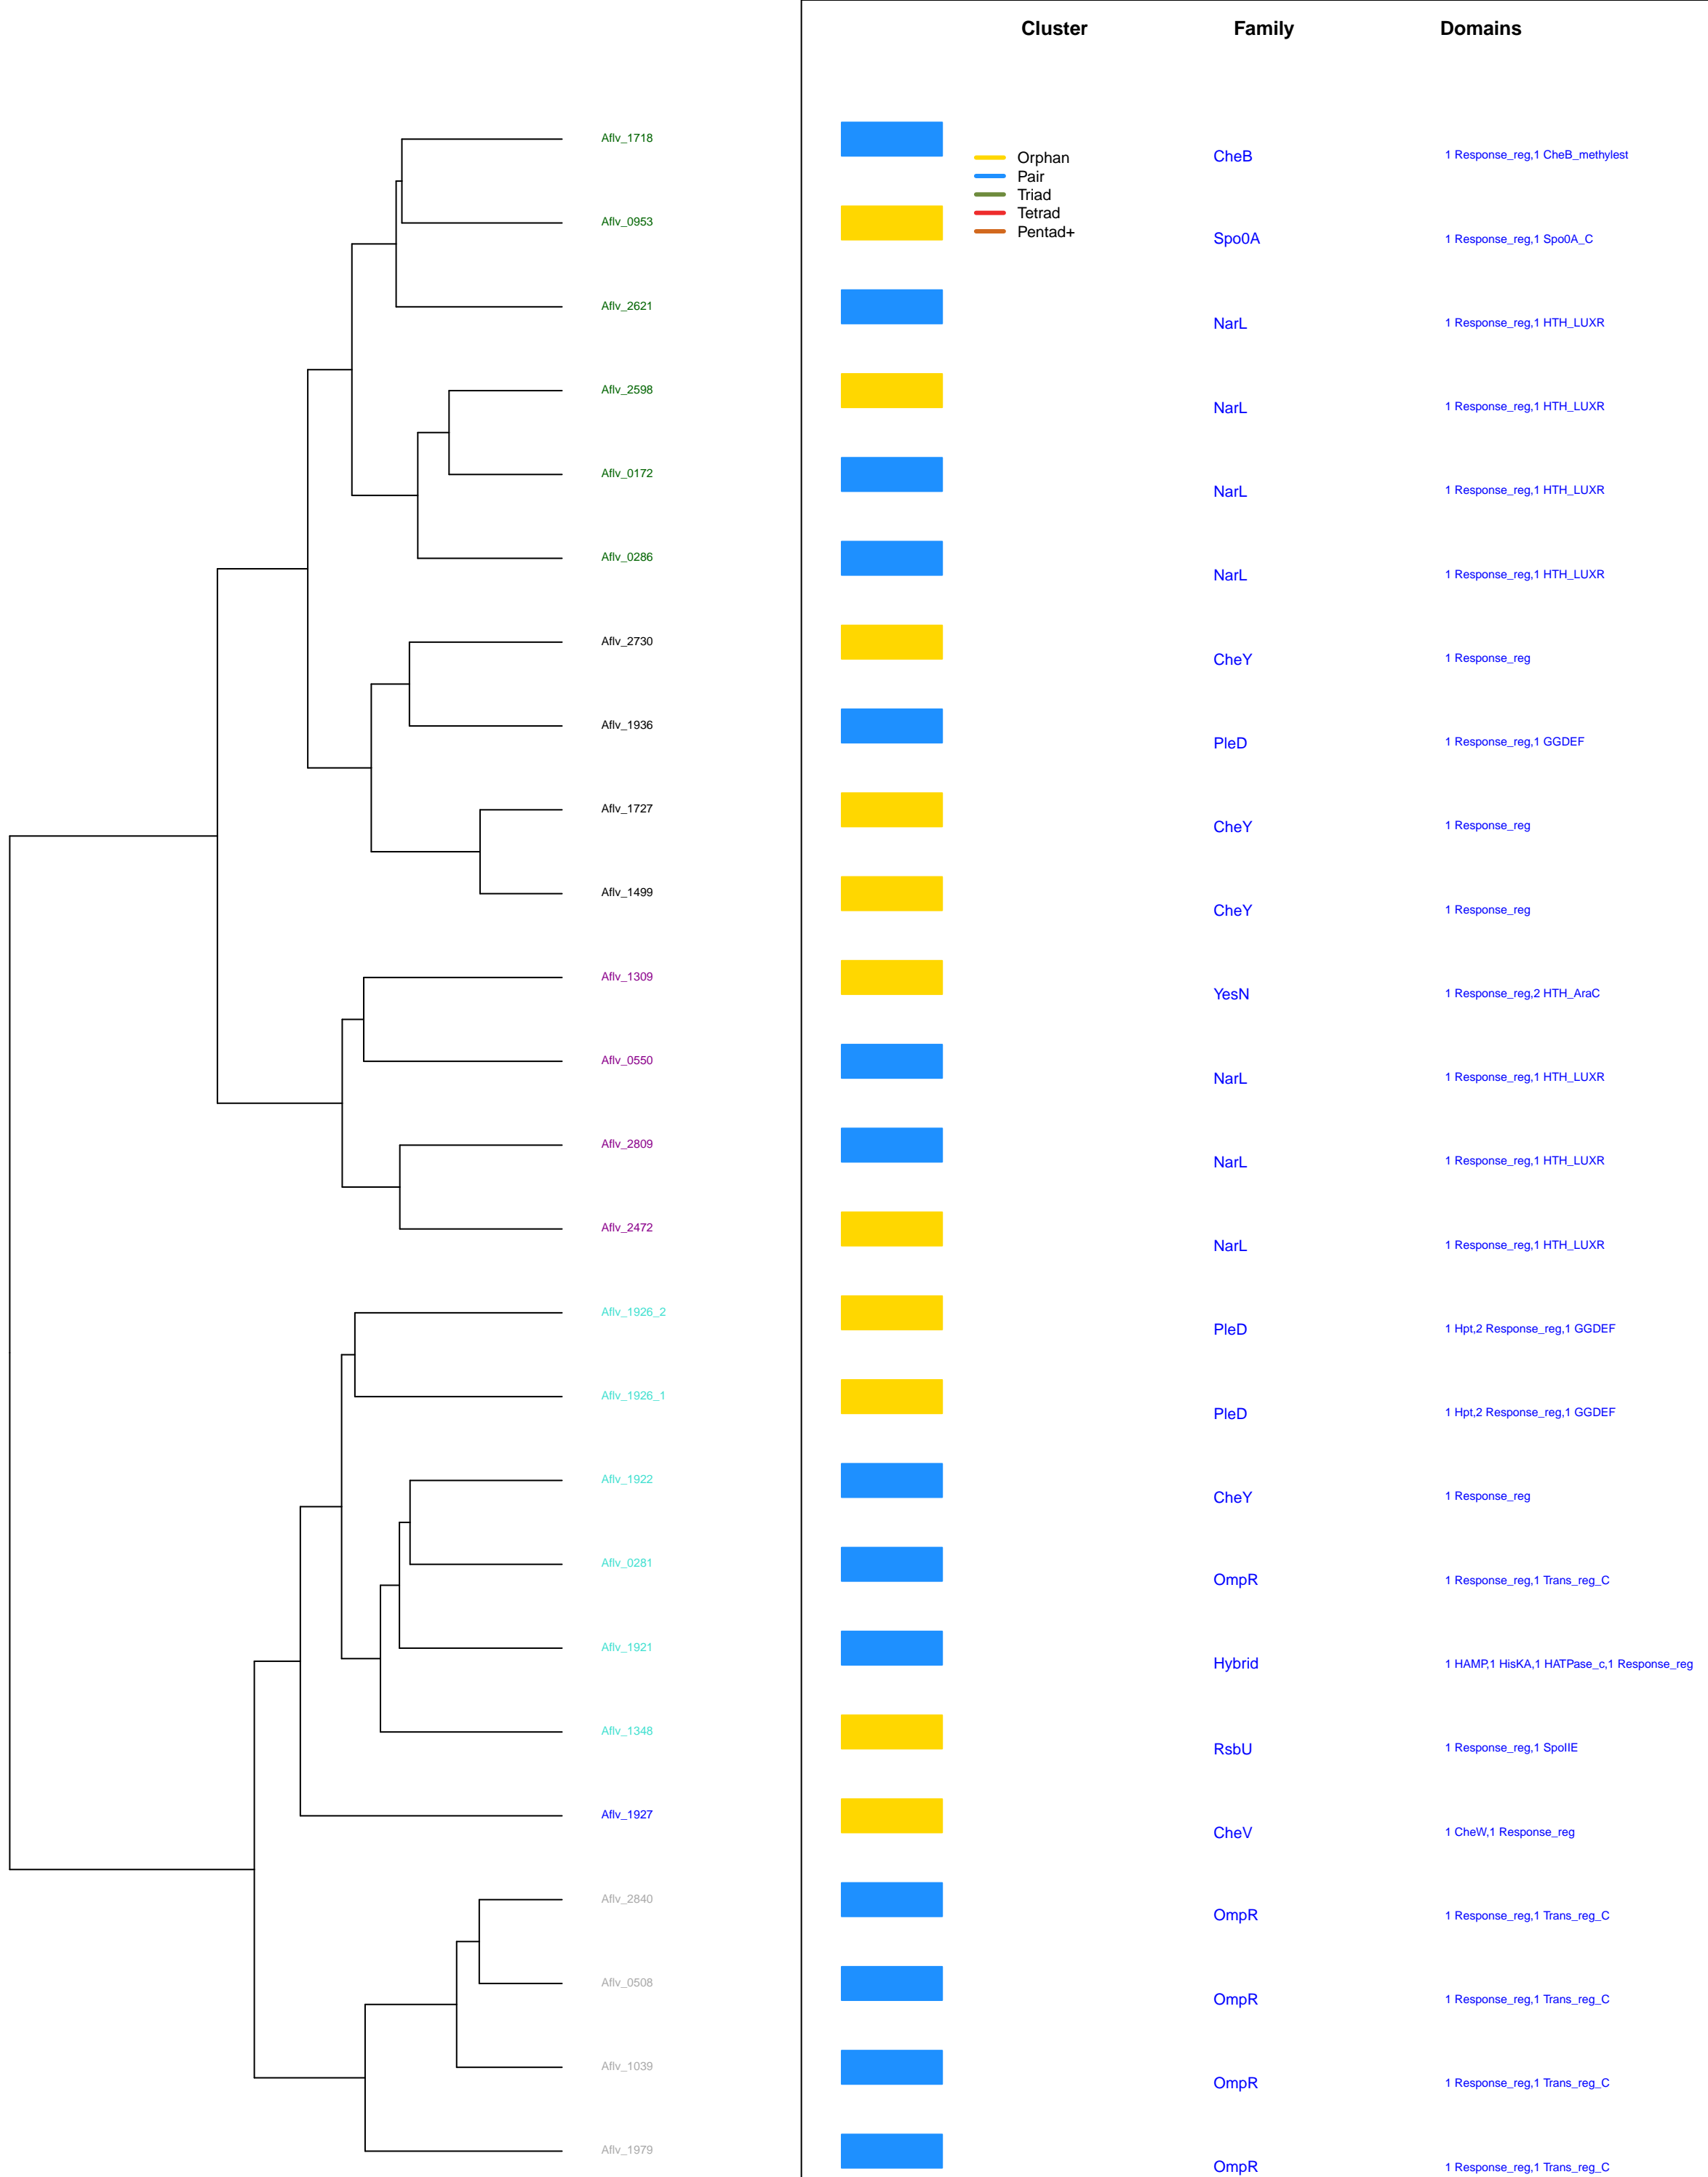 Cluster Family Domains
Aflv_1718 CheB 1 Response_reg,1 CheB_methylest
Orphan
Pair
Triad
Tetrad
Pentad+
Aflv_0953 Spo0A 1 Response_reg,1 Spo0A_C
Aflv_2621 NarL 1 Response_reg,1 HTH_LUXR
Aflv_2598 NarL 1 Response_reg,1 HTH_LUXR
Aflv_0172 NarL 1 Response_reg,1 HTH_LUXR
Aflv_0286 NarL 1 Response_reg,1 HTH_LUXR
Aflv_2730 CheY 1 Response_reg
Aflv_1936 PleD 1 Response_reg,1 GGDEF
Aflv_1727 CheY 1 Response_reg
Aflv_1499 CheY 1 Response_reg
Aflv_1309 YesN 1 Response_reg,2 HTH_AraC
Aflv_0550 NarL 1 Response_reg,1 HTH_LUXR
Aflv_2809 NarL 1 Response_reg,1 HTH_LUXR
Aflv_2472 NarL 1 Response_reg,1 HTH_LUXR
Aflv_1926_2 PleD 1 Hpt,2 Response_reg,1 GGDEF
Aflv_1926_1 PleD 1 Hpt,2 Response_reg,1 GGDEF
Aflv_1922 CheY 1 Response_reg
Aflv_0281 OmpR 1 Response_reg,1 Trans_reg_C
Aflv_1921 Hybrid 1 HAMP,1 HisKA,1 HATPase_c,1 Response_reg
Aflv_1348 RsbU 1 Response_reg,1 SpoIIE
Aflv_1927 CheV 1 CheW,1 Response_reg
Aflv_2840 OmpR 1 Response_reg,1 Trans_reg_C
Aflv_0508 OmpR 1 Response_reg,1 Trans_reg_C
Aflv_1039 OmpR 1 Response_reg,1 Trans_reg_C
Aflv_1979 OmpR 1 Response_reg,1 Trans_reg_C